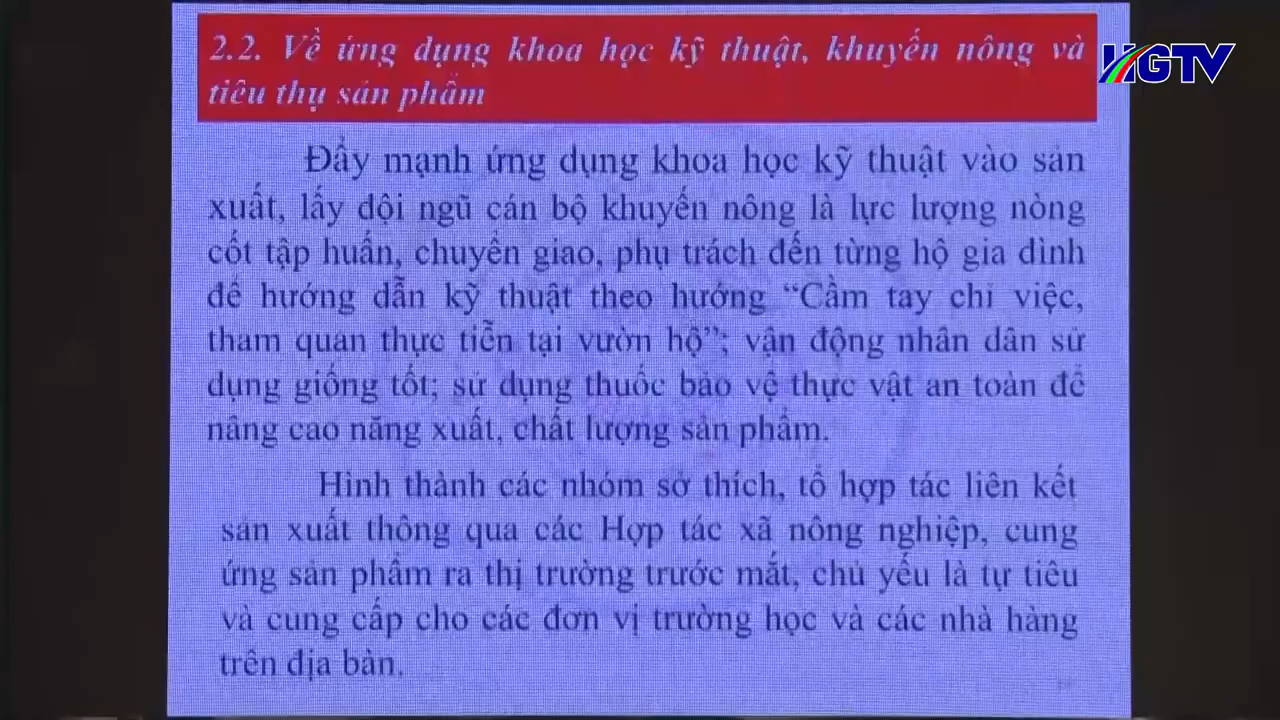 2.2. Về ứng dụng khoa học kỹ thuật, khuyến nông và
tiêu thụ sản phẩm
HGTV
Đẩy mạnh ứng dụng khoa học kỹ thuật vào sản
xuất, lấy đội ngũ cán bộ khuyến nông là lực lượng nòng
cốt tập huấn, chuyển giao, phụ trách đến từng hộ gia đình
để hướng dẫn kỹ thuật theo hướng “Cầm tay chỉ việc,
tham quan thực tiễn tại vườn hộ”; vận động nhân dân sử
dụng giống tốt; sử dụng thuốc bảo vệ thực vật an toàn để
nâng cao năng xuất, chất lượng sản phẩm.
Hình thành các nhóm sở thích, tổ hợp tác liên kết
sản xuất thông qua các Hợp tác xã nông nghiệp, cung
ứng sản phẩm ra thị trường trước mắt, chủ yếu là tự tiêu
và cung cấp cho các đơn vị trường học và các nhà hàng
trên địa bàn.